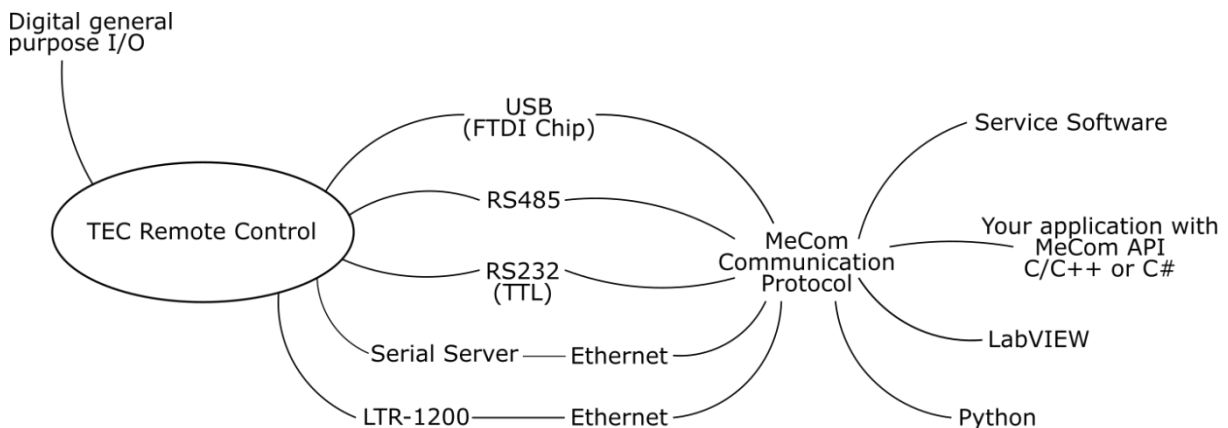 Digital general
purpose I/O
TEC Remote Control
USB
(FTDI Chip)
RS485
RS232
(TTL)
Serial Server
Ethernet
LTR-1200
Ethernet
MeCom
Communication
Protocol
Service Software
Your application with
MeCom API
C/C++ or C#
LabVIEW
Python